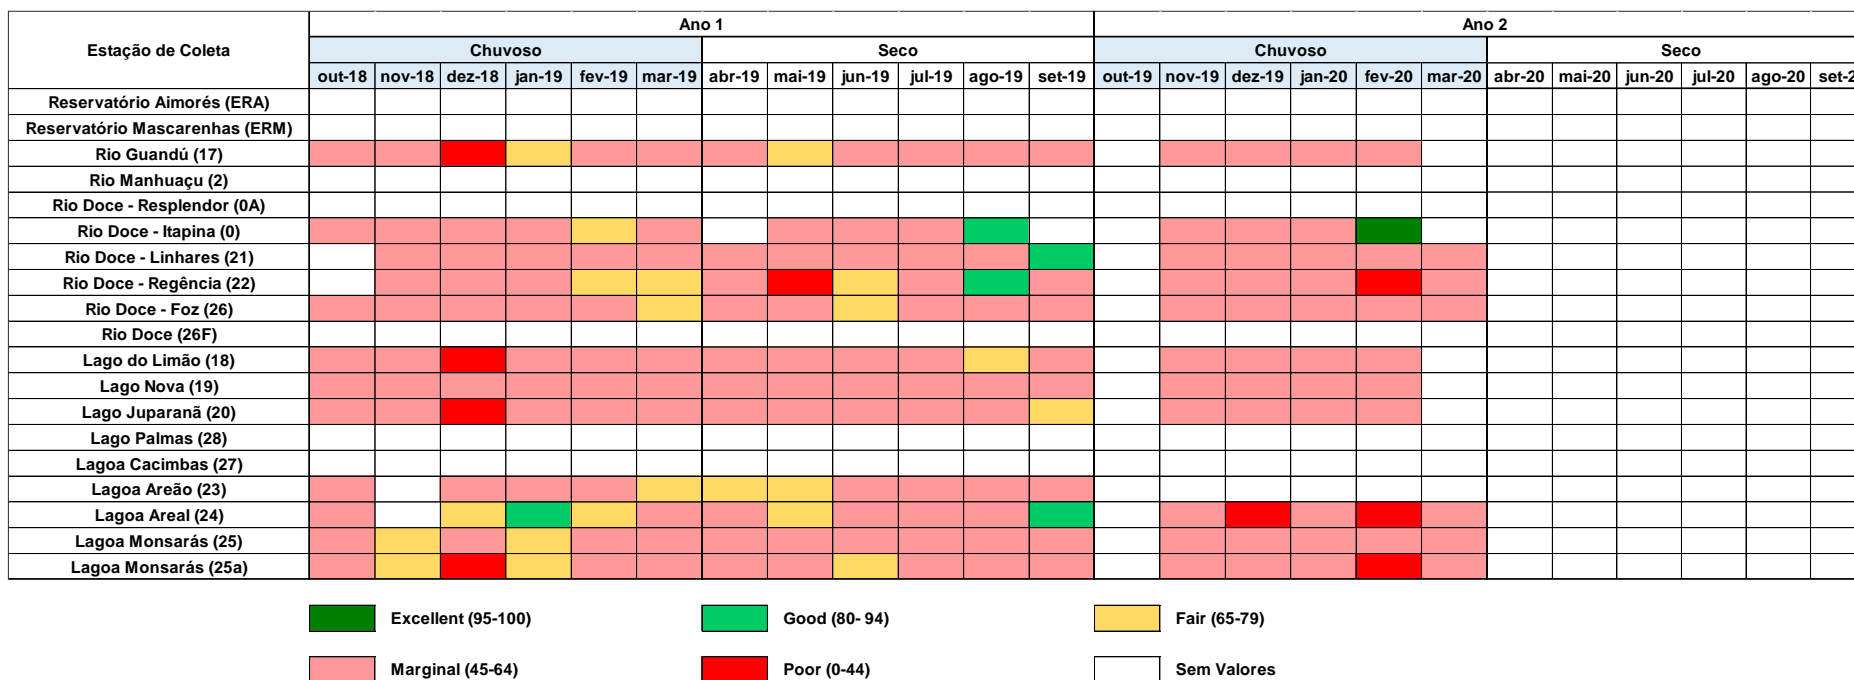 Ano 1 Ano 2
Estação de Coleta Chuvoso Seco Chuvoso Seco
out-18 nov-18 dez-18 jan-19 fev-19 mar-19 abr-19 mai-19 jun-19 jul-19 ago-19 set-19 out-19 nov-19 dez-19 jan-20 fev-20 mar-20 abr-20 mai-20 jun-20 jul-20 ago-20 set-2
Reservatório Aimorés (ERA)
Reservatório Mascarenhas (ERM)
Rio Guandú (17)
Rio Manhuaçu (2)
Rio Doce - Resplendor (0A)
Rio Doce - Itapina (0)
Rio Doce - Linhares (21)
Rio Doce - Regência (22)
Rio Doce - Foz (26)
Rio Doce (26F)
Lago do Limão (18)
Lago Nova (19)
Lago Juparanã (20)
Lago Palmas (28)
Lagoa Cacimbas (27)
Lagoa Areão (23)
Lagoa Areal (24)
Lagoa Monsarás (25)
Lagoa Monsarás (25a)
Excellent (95-100) Good (80- 94) Fair (65-79)
Marginal (45-64) Poor (0-44) Sem Valores